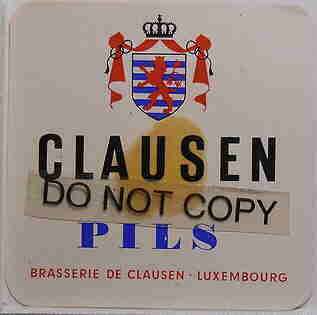 CLAUSEN
DO NOT COPY
PILS
BRASSERIE DE CLAUSEN · LUXEMBOURG